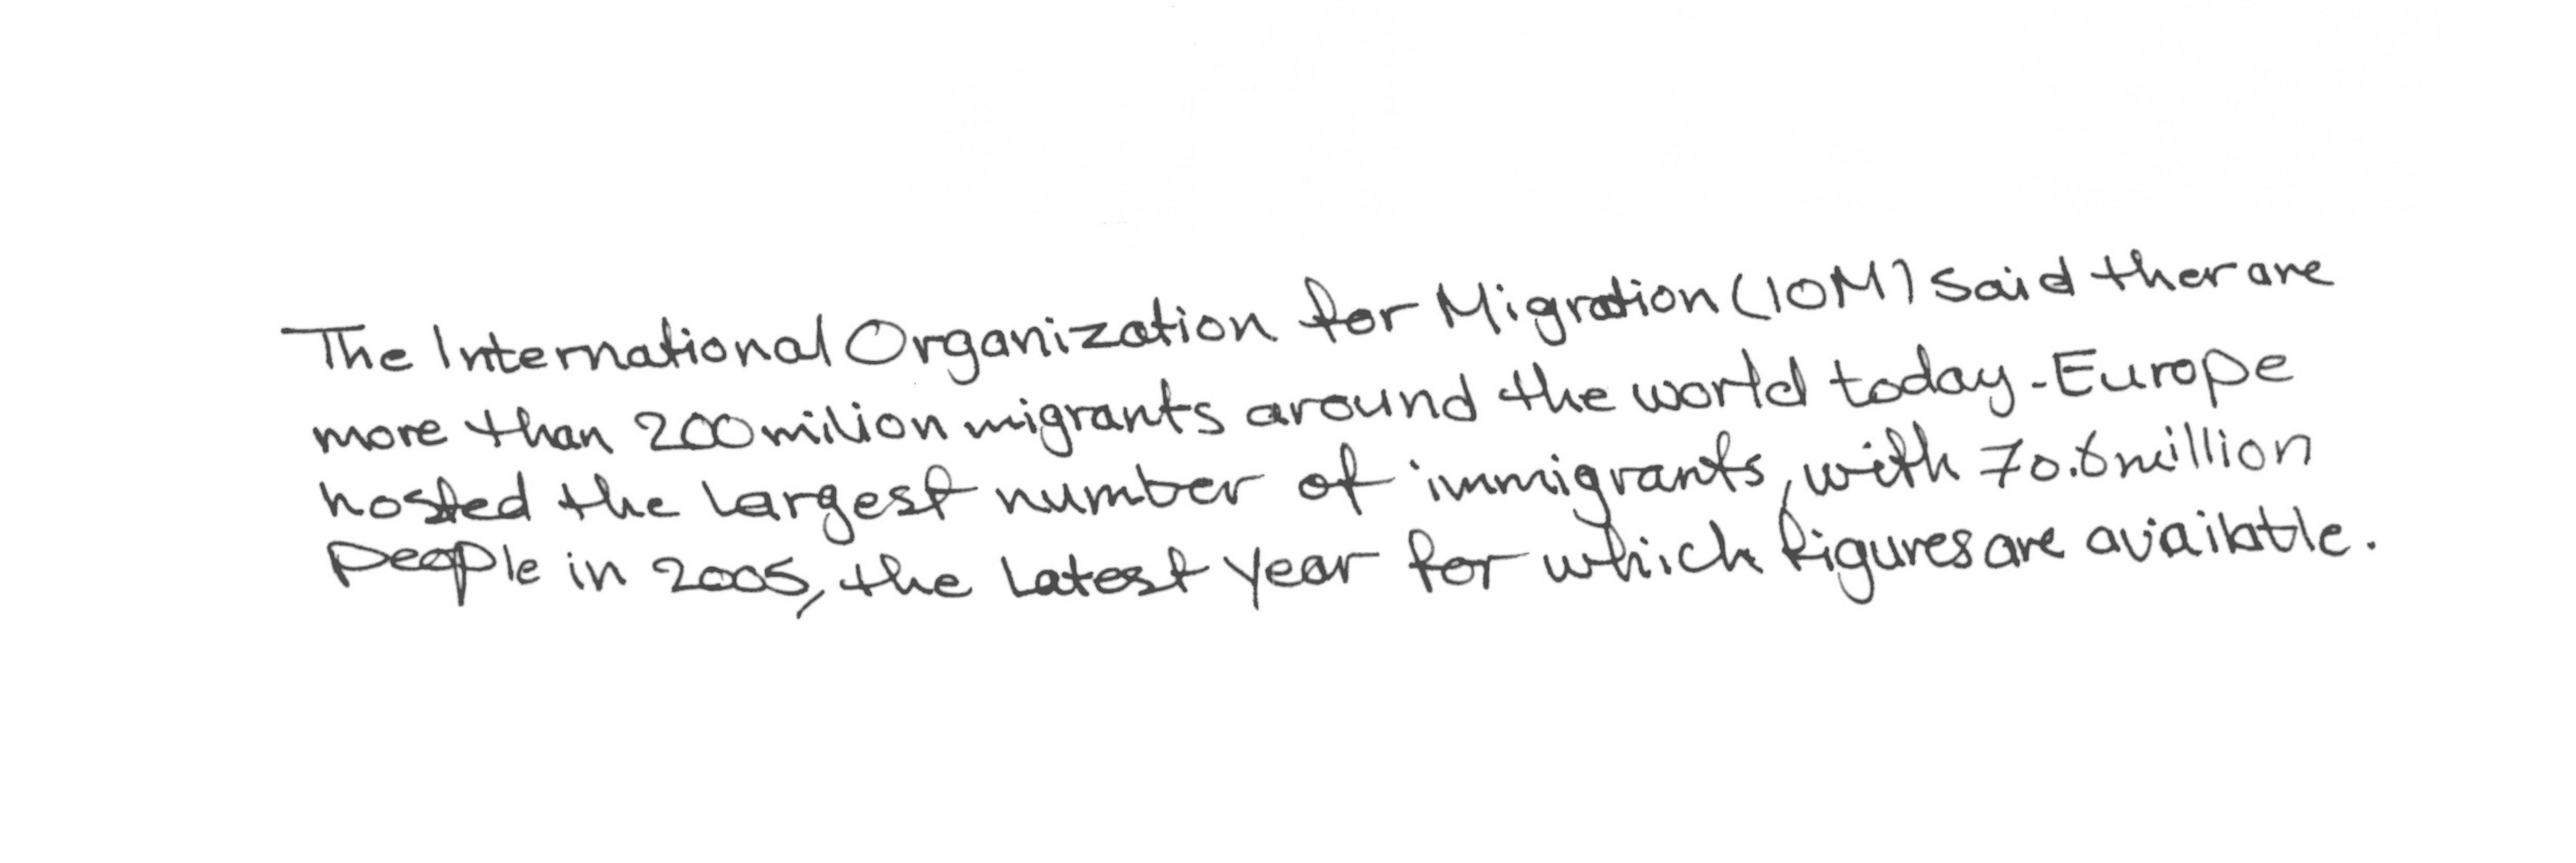 The International Organization for Migration (IOM) said ther are
more than 200 milion migrants around the world today - Europe
hosted the largest number of immigrants, with 70.6 million
people in 2005, the latest year for which figures are available.